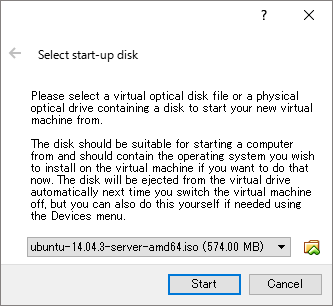 ?
Select start-up disk
Please select a virtual optical disk file or a physical
optical drive containing a disk to start your new virtual
machine from.
The disk should be suitable for starting a computer
from and should contain the operating system you wish
to install on the virtual machine if you want to do that
now. The disk will be ejected from the virtual drive
automatically next time you switch the virtual machine
off, but you can also do this yourself if needed using
the Devices menu.
ubuntu-14.04.3-server-amd64.iso (574.00 MB)
Start
Cancel